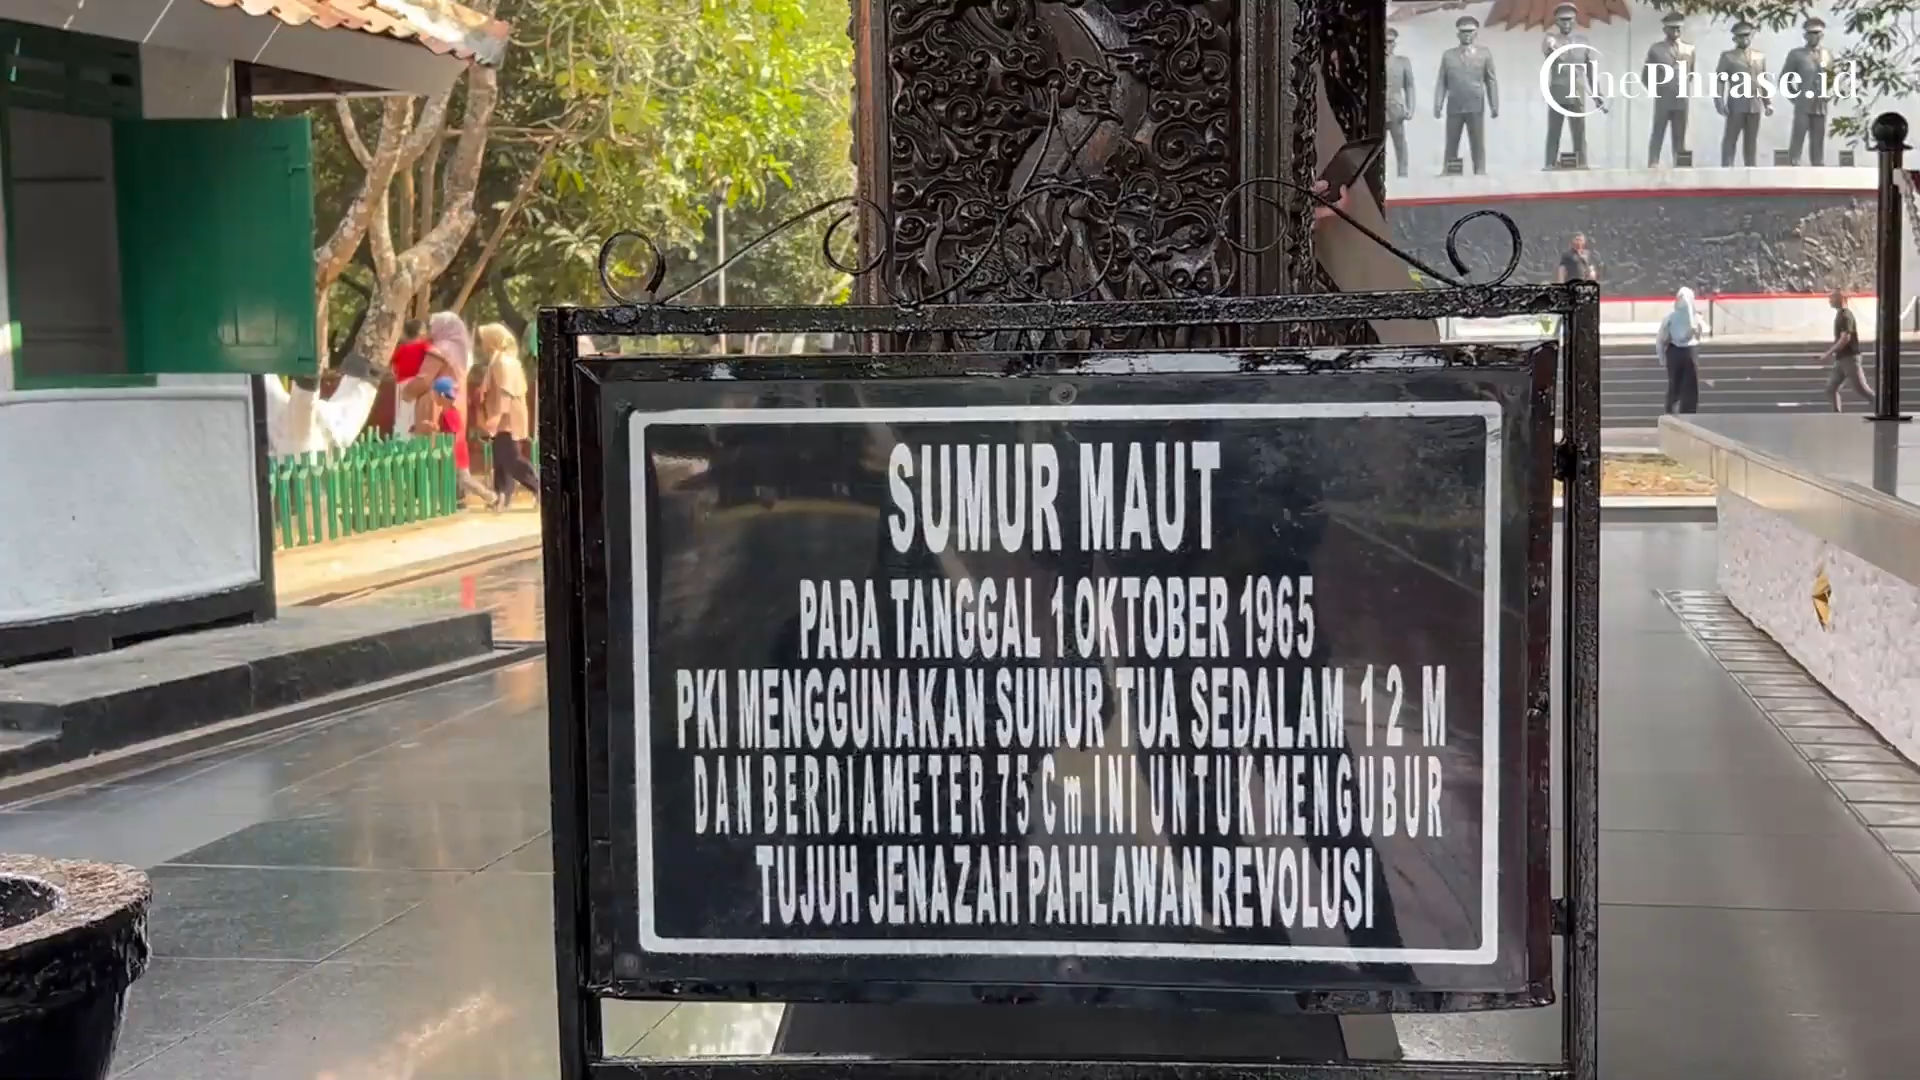 ThePhrase.id
SUMUR MAUT
PADA TANGGAL 1 OKTOBER 1965
PKI MENGGUNAKAN SUMUR TUA SEDALAM 12 M
DAN BERDIAMETER 75 Cm INI UNTUK MENGUBUR
TUJUH JENAZAH PAHLAWAN REVOLUSI